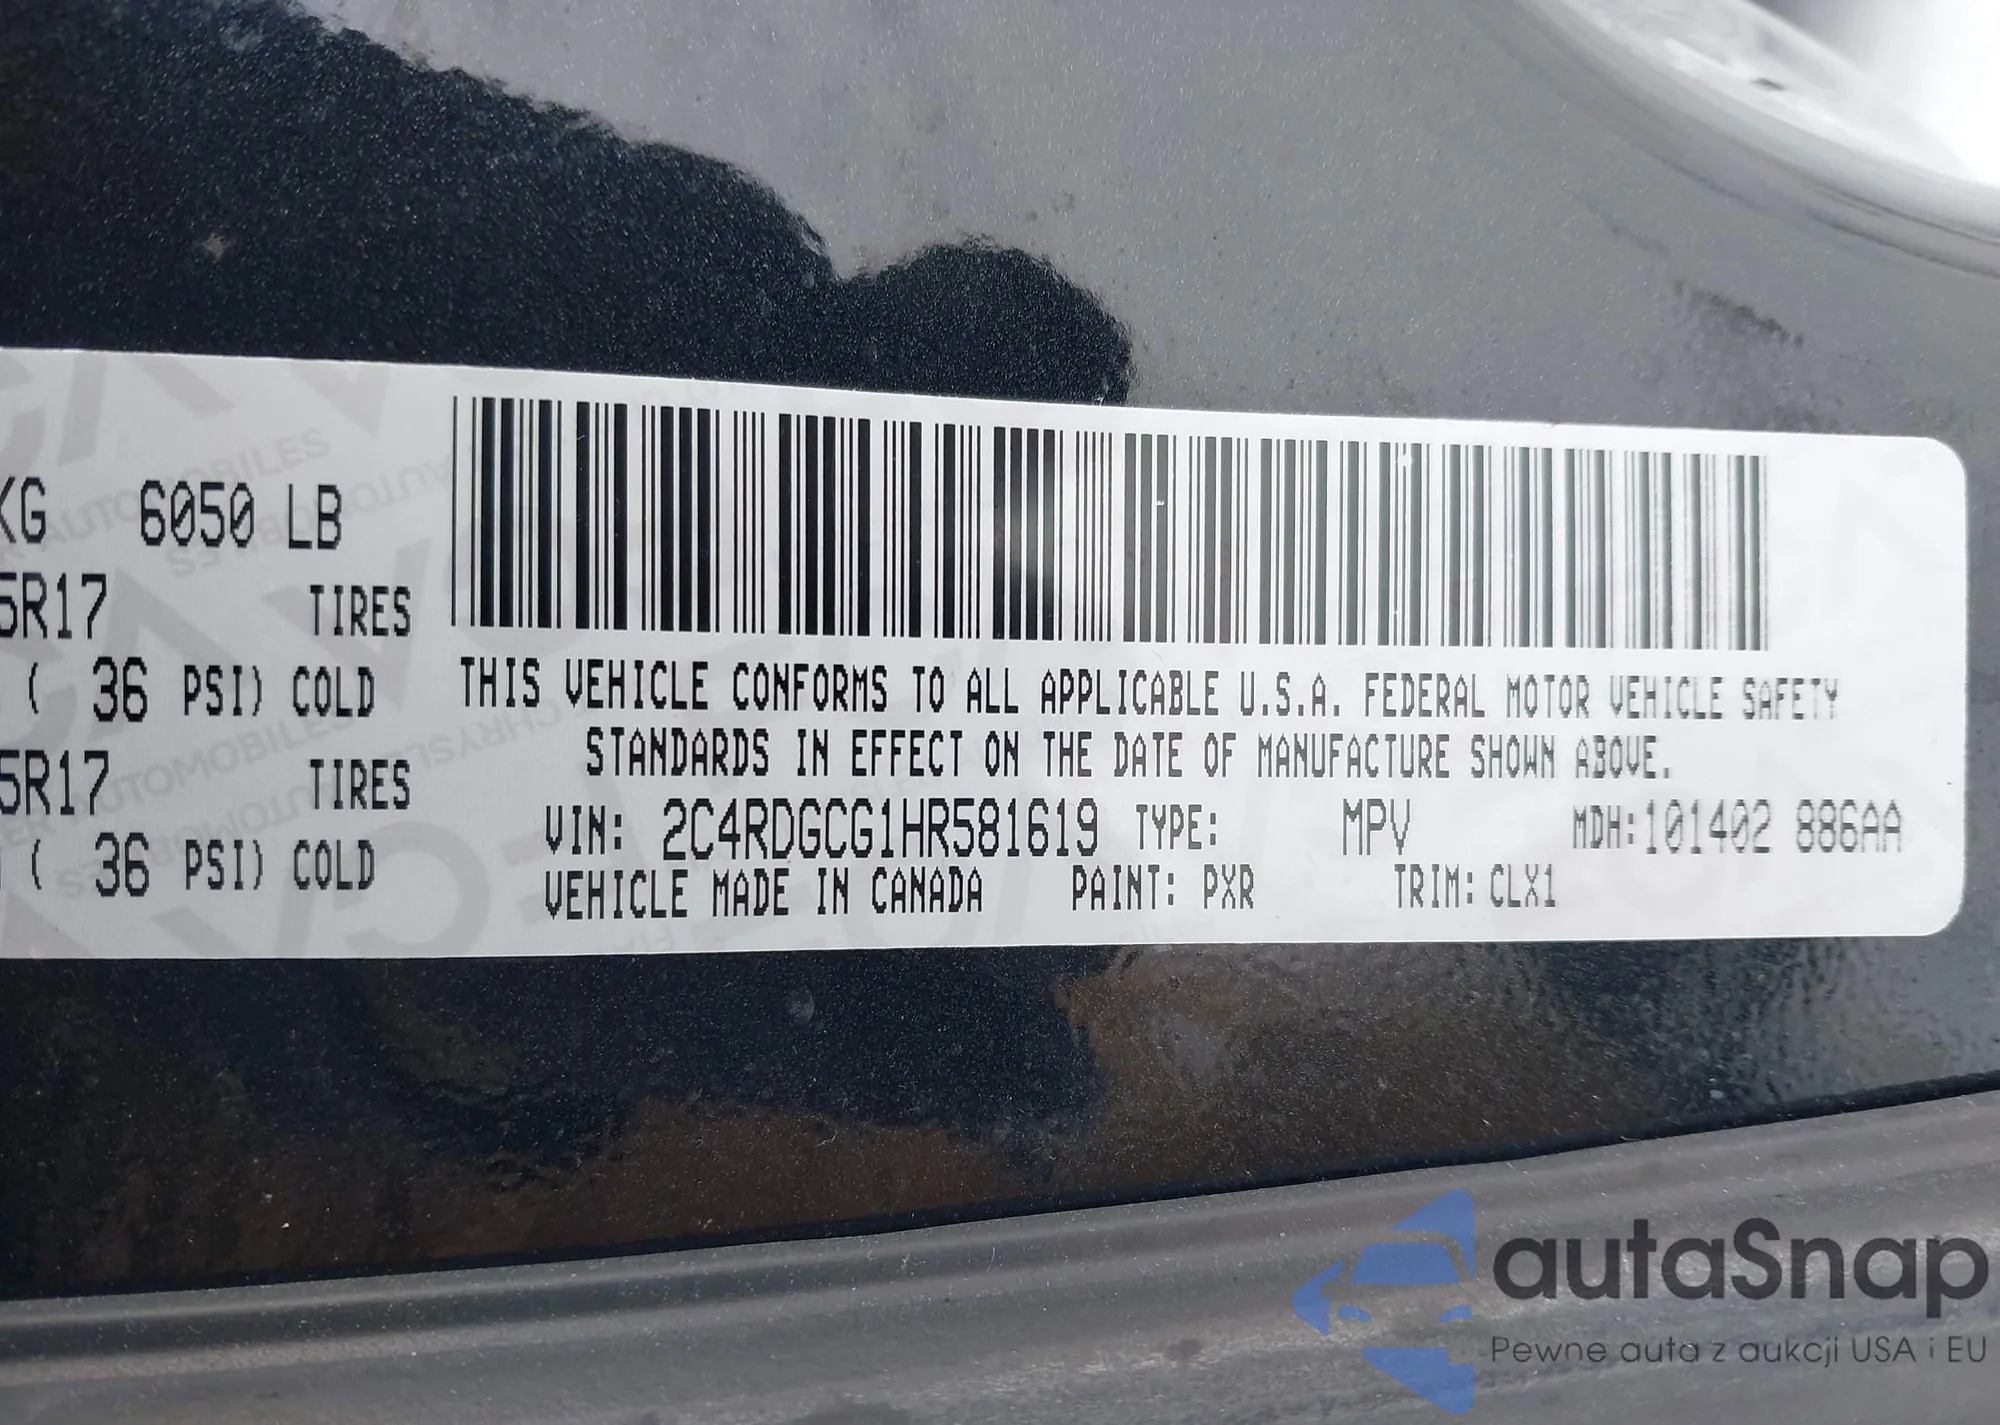 KG 6050 LB
5R17 TIRES
( 36 PSI) COLD
5R17 TIRES
( 36 PSI) COLD
THIS VEHICLE CONFORMS TO ALL APPLICABLE U.S.A. FEDERAL MOTOR VEHICLE SAFETY
STANDARDS IN EFFECT ON THE DATE OF MANUFACTURE SHOWN ABOVE.
VIN: 2C4RDGCG1HR581619 TYPE: MPV MDH:101402 886AA
VEHICLE MADE IN CANADA PAINT: PXR TRIM: CLX1
autaSnap
Pewne auta z aukcji USA i EU